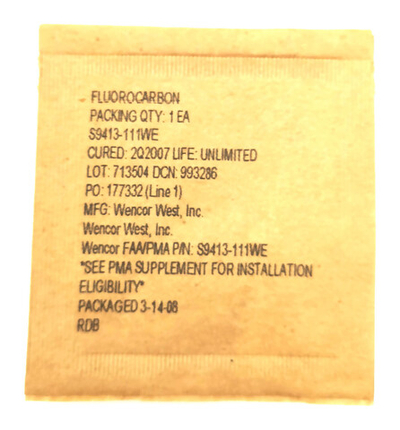 FLUOROCARBON
PACKING QTY: 1 EA
S9413-111WE
CURED: 2Q2007 LIFE: UNLIMITED
LOT: 713504 DCN: 993286
PO: 177332 (Line 1)
MFG: Wencor West, Inc.
Wencor West, Inc.
Wencor FAA/PMA P/N: S9413-111WE
*SEE PMA SUPPLEMENT FOR INSTALLATION
ELIGIBILITY*
PACKAGED 3-14-08
RDB